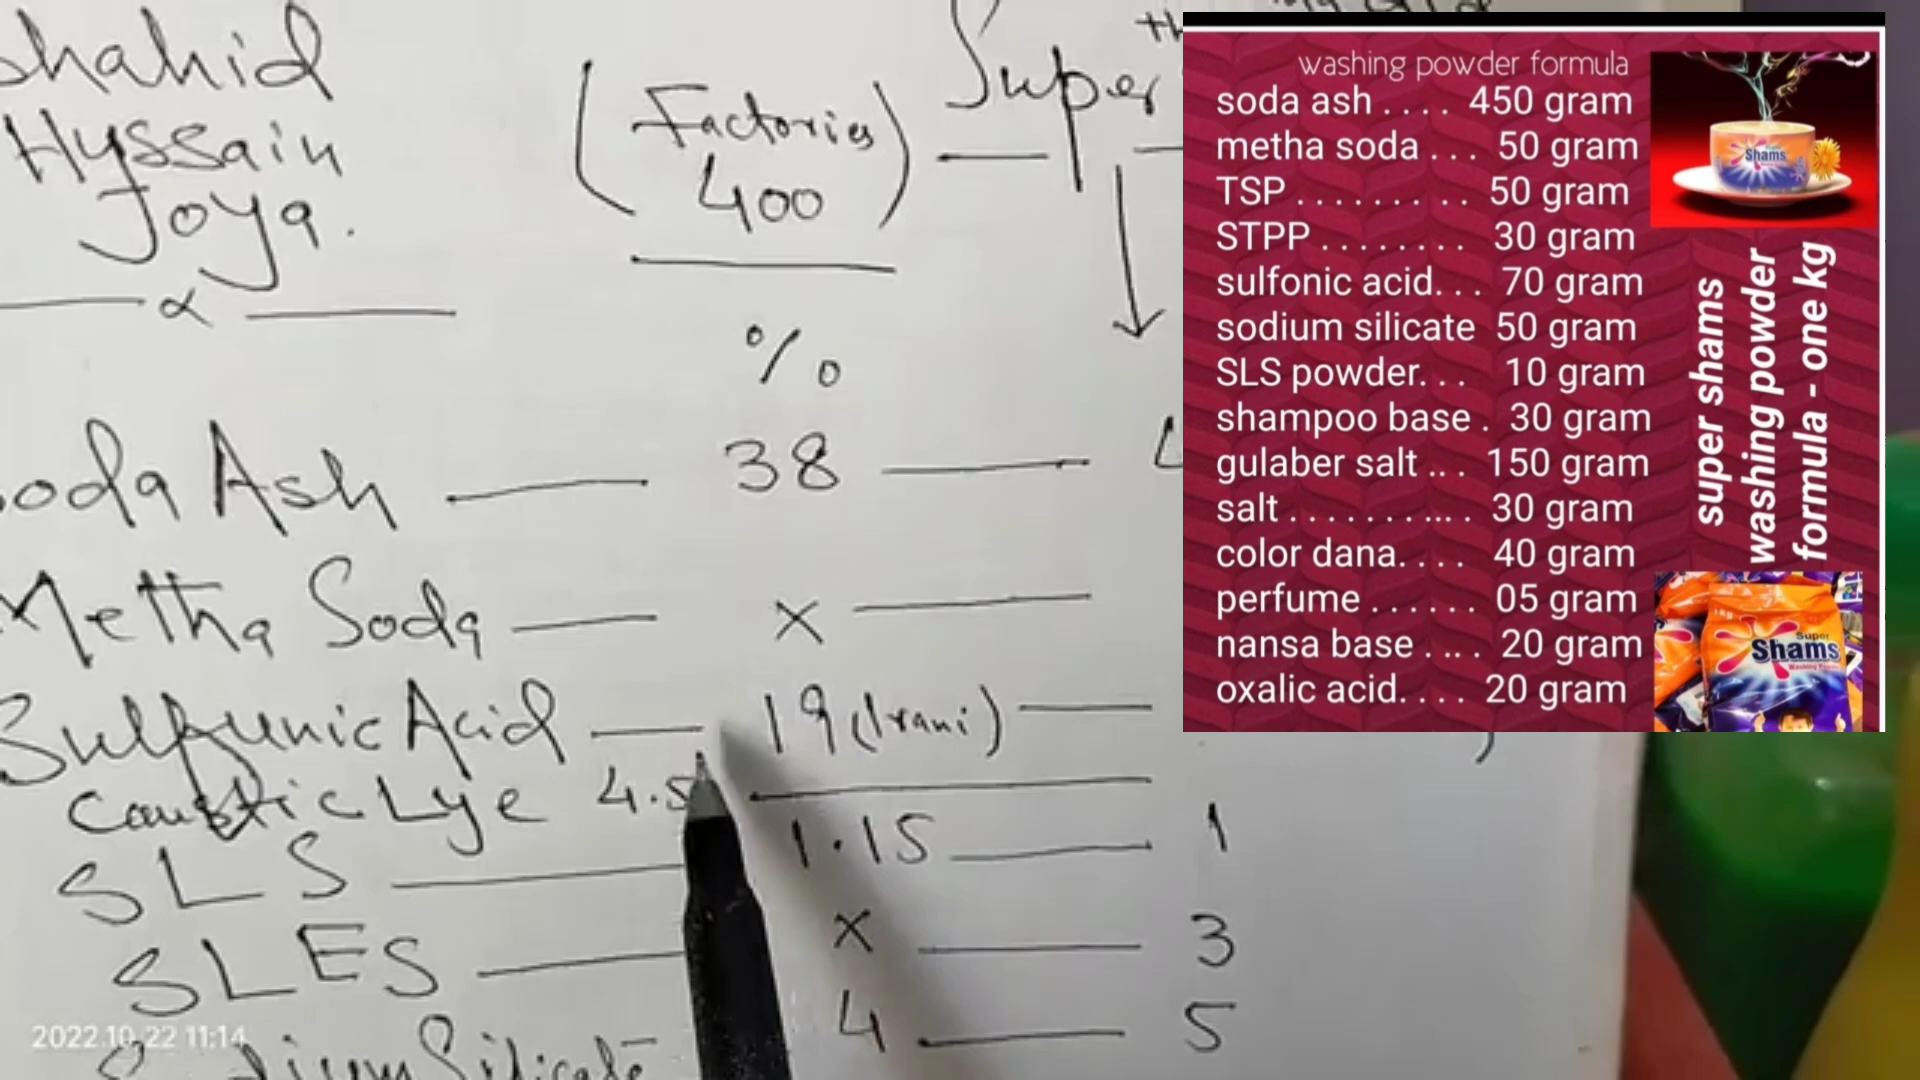 Shahid
Hyssain
Joya.
(Factories)
400
Super
%
Soda Ash — 38 —
Metha Soda — x —
Sulfunic Acid — 19 (Irani) —
Caustic Lye 4.5
SLS — 1.15 — 1
SLES — x — 3
Silicate — 4 — 5
2022.10.22 11:14
washing powder formula
soda ash . . . . 450 gram
metha soda . . . 50 gram
TSP . . . . . . . . . 50 gram
STPP . . . . . . . . 30 gram
sulfonic acid. . . 70 gram
sodium silicate 50 gram
SLS powder. . . 10 gram
shampoo base . 30 gram
gulaber salt .. . 150 gram
salt . . . . . . . ... . 30 gram
color dana. . . . 40 gram
perfume . . . . . . 05 gram
nansa base . .. . 20 gram
oxalic acid. . . . 20 gram
super shams
washing powder
formula - one kg
Shams
Super
Shams